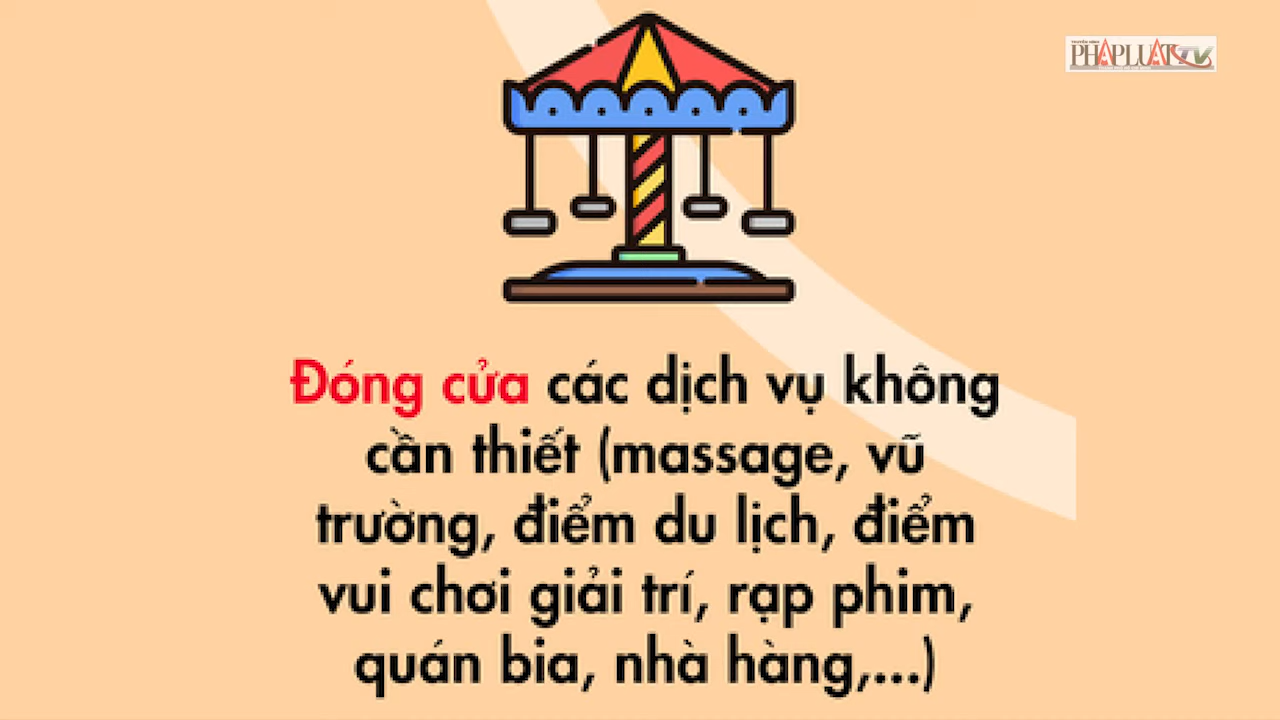 PHAPLUAT TV
Đóng cửa các dịch vụ không
cần thiết (massage, vũ
trường, điểm du lịch, điểm
vui chơi giải trí, rạp phim,
quán bia, nhà hàng,...)